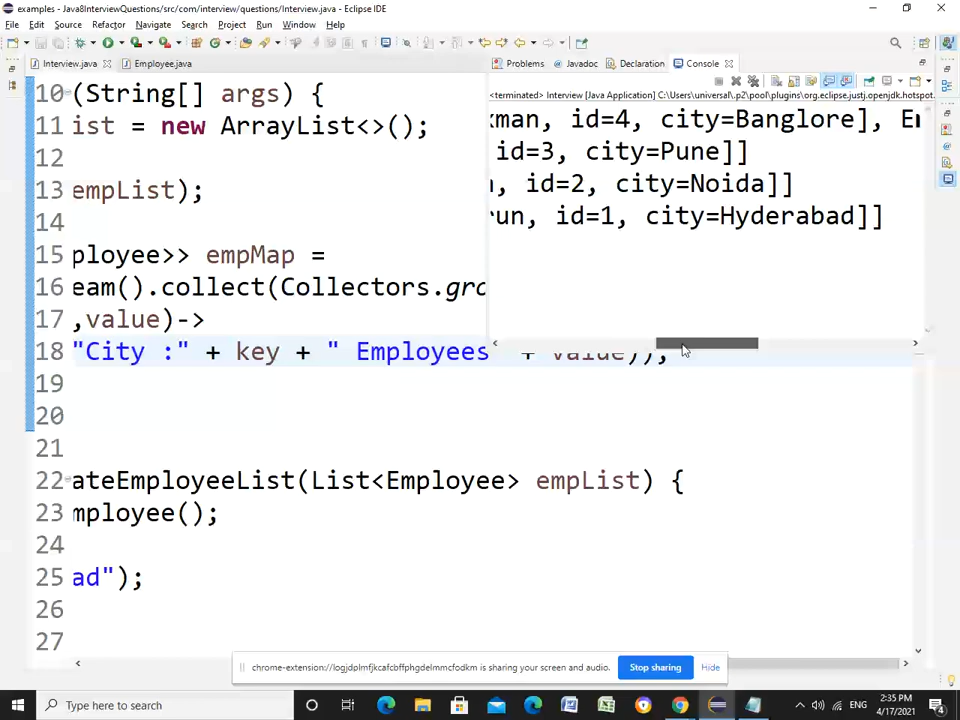 examples - Java8InterviewQuestions/src/com/interview/questions/Interview.java - Eclipse IDE
File Edit Source Refactor Navigate Search Project Run Window Help
Interview.java Employee.java
Problems Javadoc Declaration Console
<terminated> Interview [Java Application] C:\Users\universal\.p2\pool\plugins\org.eclipse.justj.openjdk.hotspot
kman, id=4, city=Banglore], Em
id=3, city=Pune]]
, id=2, city=Noida]]
run, id=1, city=Hyderabad]]
10 (String[] args) {
11 ist = new ArrayList<>();
12
13 empList);
14
15 ployee>> empMap =
16 eam().collect(Collectors.gro
17 ,value)->
18 "City :" + key + " Employees + value));
19
20
21
22 ateEmployeeList(List<Employee> empList) {
23 mployee();
24
25 ad");
26
27
chrome-extension://logjdplmfjkcafcbffphgdelmmcfodkm is sharing your screen and audio. Stop sharing Hide
Type here to search
ENG
2:35 PM
4/17/2021
4